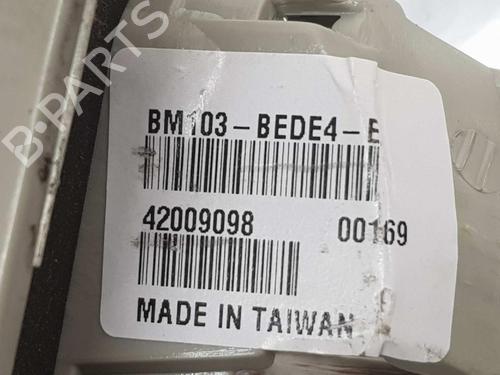 B-PARTS
BM103-BEDE4-E
42009098 00169
MADE IN TAIWAN